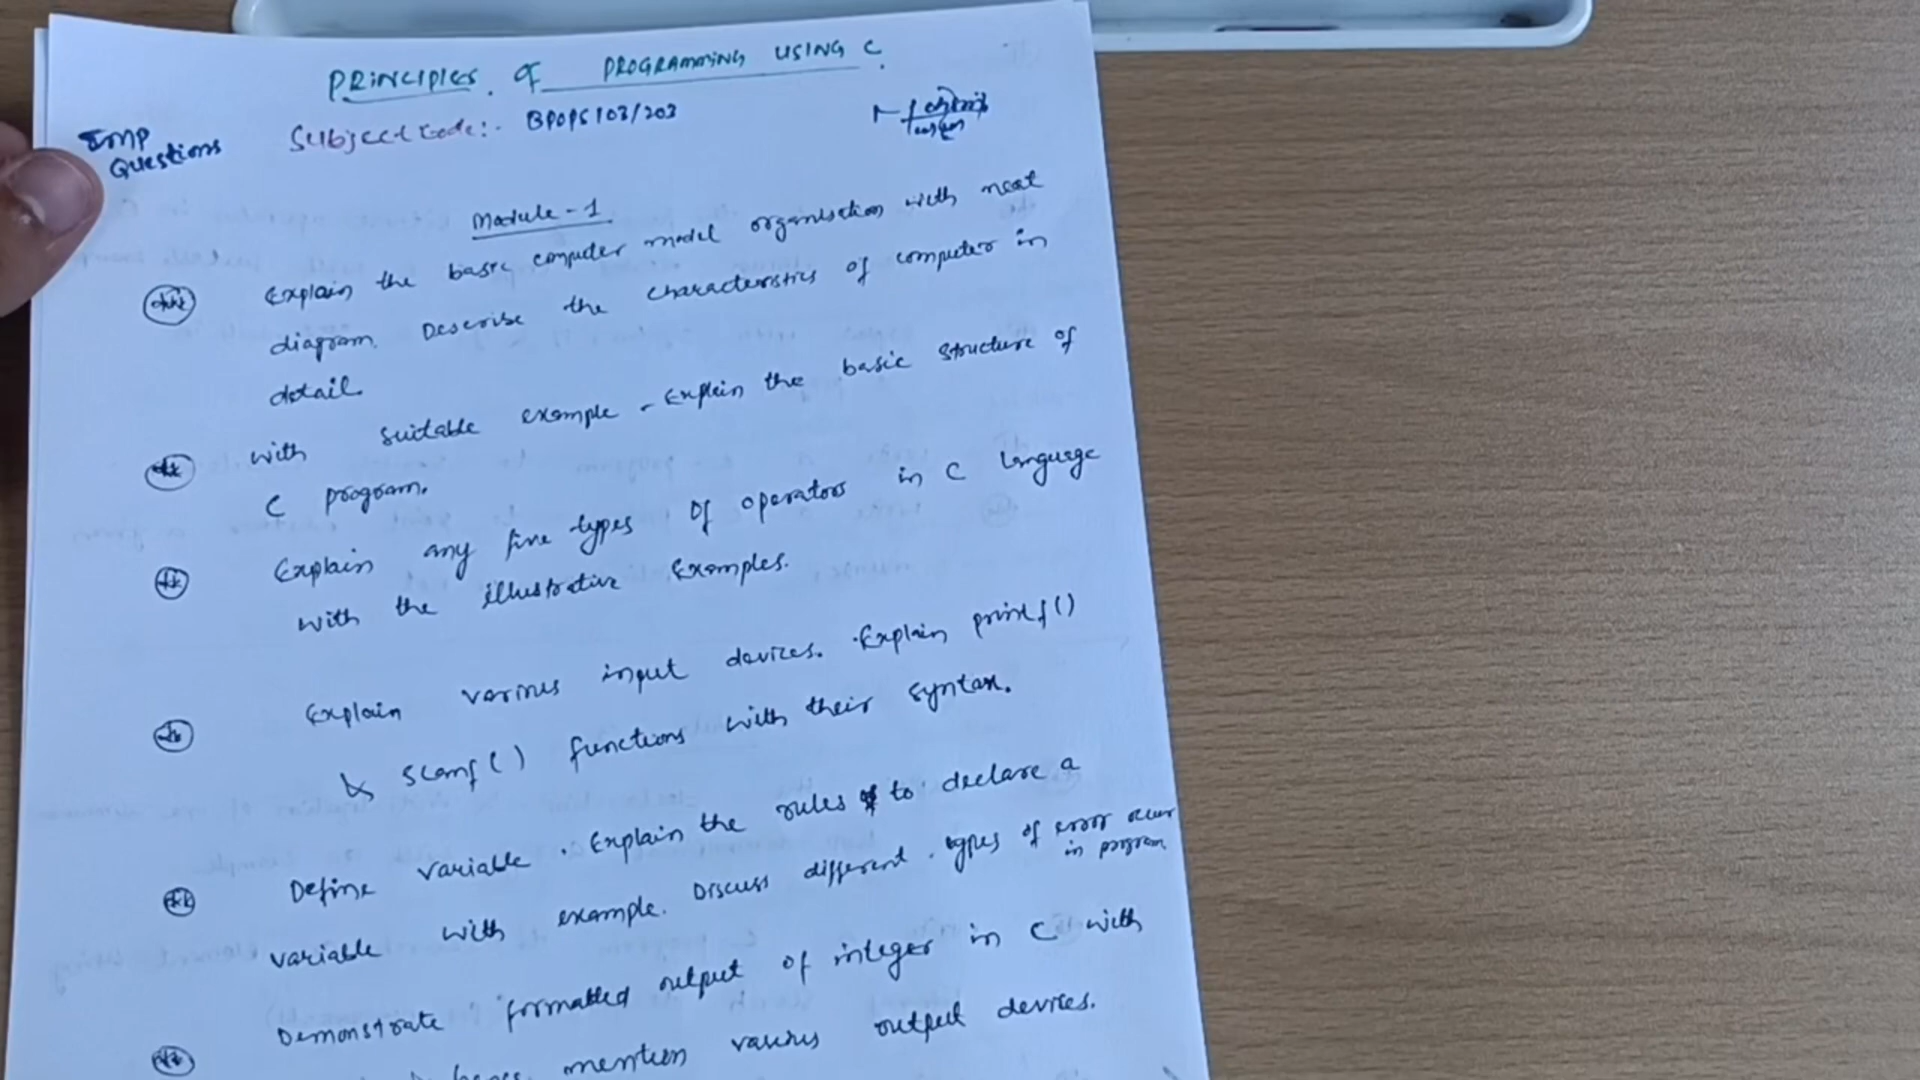 PRINCIPLES OF PROGRAMMING USING C.
IMP
Questions
Subject Code:- BPOPS103/203
Module - 1
Explain the basic computer model organisation with neat
diagram. Describe the characteristics of computer in
detail.
With suitable example - Explain the basic structure of
C program.
Explain any five types of operators in C language
with the illustrative Examples.
Explain various input devices. Explain printf()
& scanf() functions with their syntax.
Define variable. Explain the rules to declare a
variable with example. Discuss different types of error occur
in program
Demonstrate formatted output of integer in C with
mention various output devices.